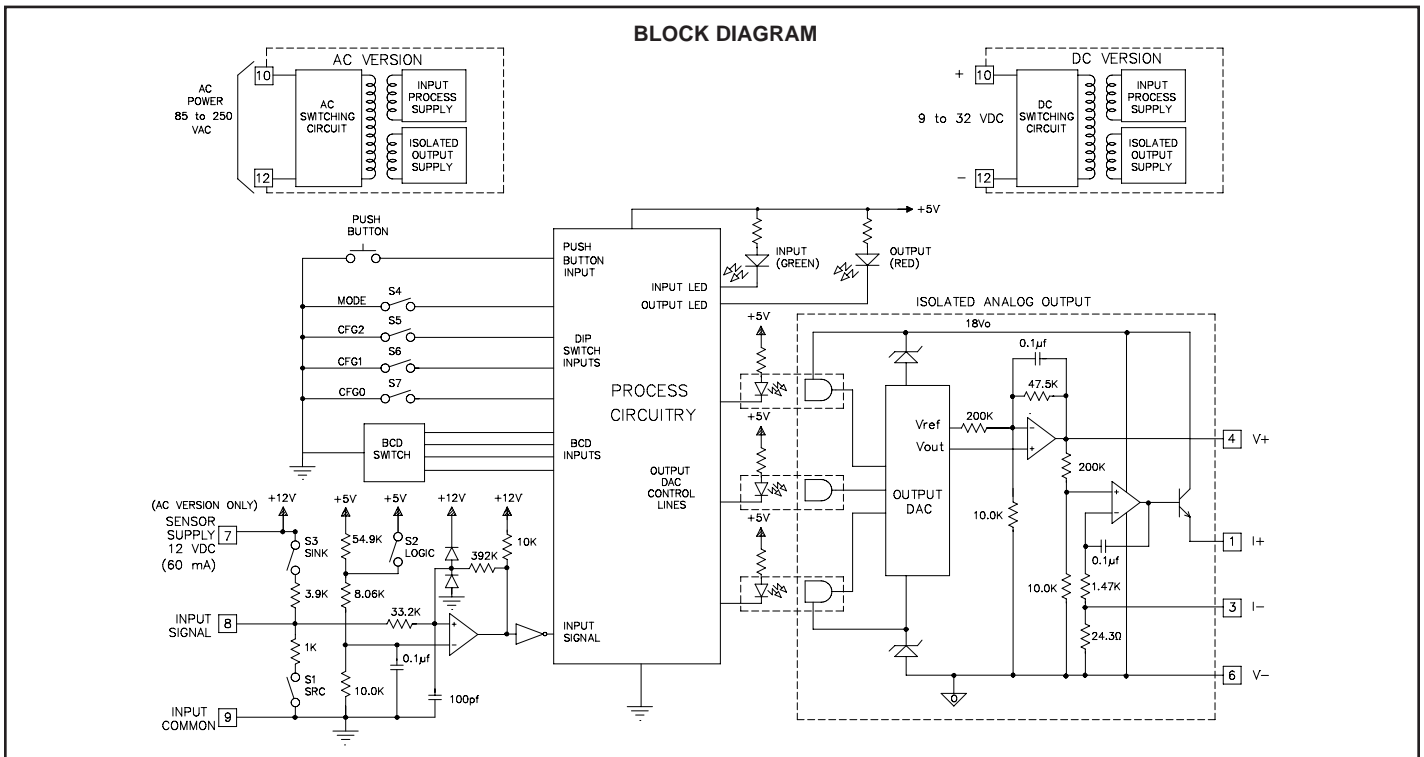 BLOCK DIAGRAM
AC VERSION
10
AC
POWER
85 to 250
VAC
12
AC
SWITCHING
CIRCUIT
INPUT
PROCESS
SUPPLY
ISOLATED
OUTPUT
SUPPLY
DC VERSION
+
10
9 to 32 VDC
-
12
DC
SWITCHING
CIRCUIT
INPUT
PROCESS
SUPPLY
ISOLATED
OUTPUT
SUPPLY
PUSH
BUTTON
MODE
S4
CFG2
S5
CFG1
S6
CFG0
S7
BCD
SWITCH
PUSH
BUTTON
INPUT
DIP
SWITCH
INPUTS
BCD
INPUTS
INPUT
SIGNAL
PROCESS
CIRCUITRY
INPUT LED
OUTPUT LED
OUTPUT
DAC
CONTROL
LINES
+5V
INPUT
(GREEN)
OUTPUT
(RED)
+5V
+5V
+5V
(AC VERSION ONLY)
SENSOR
SUPPLY
12 VDC
(60 mA)
7
+12V
S3
SINK
3.9K
INPUT
SIGNAL
8
1K
S1
SRC
INPUT
COMMON
9
+5V
54.9K
8.06K
10.0K
+5V
S2
LOGIC
+12V
392K
+12V
10K
33.2K
+
-
0.1µf
100pf
ISOLATED ANALOG OUTPUT
18Vo
0.1µf
47.5K
Vref
200K
Vout
-
+
OUTPUT
DAC
10.0K
200K
10.0K
+
-
0.1µf
1.47K
24.3Ω
0
4 V+
1 I+
3 I-
6 V-